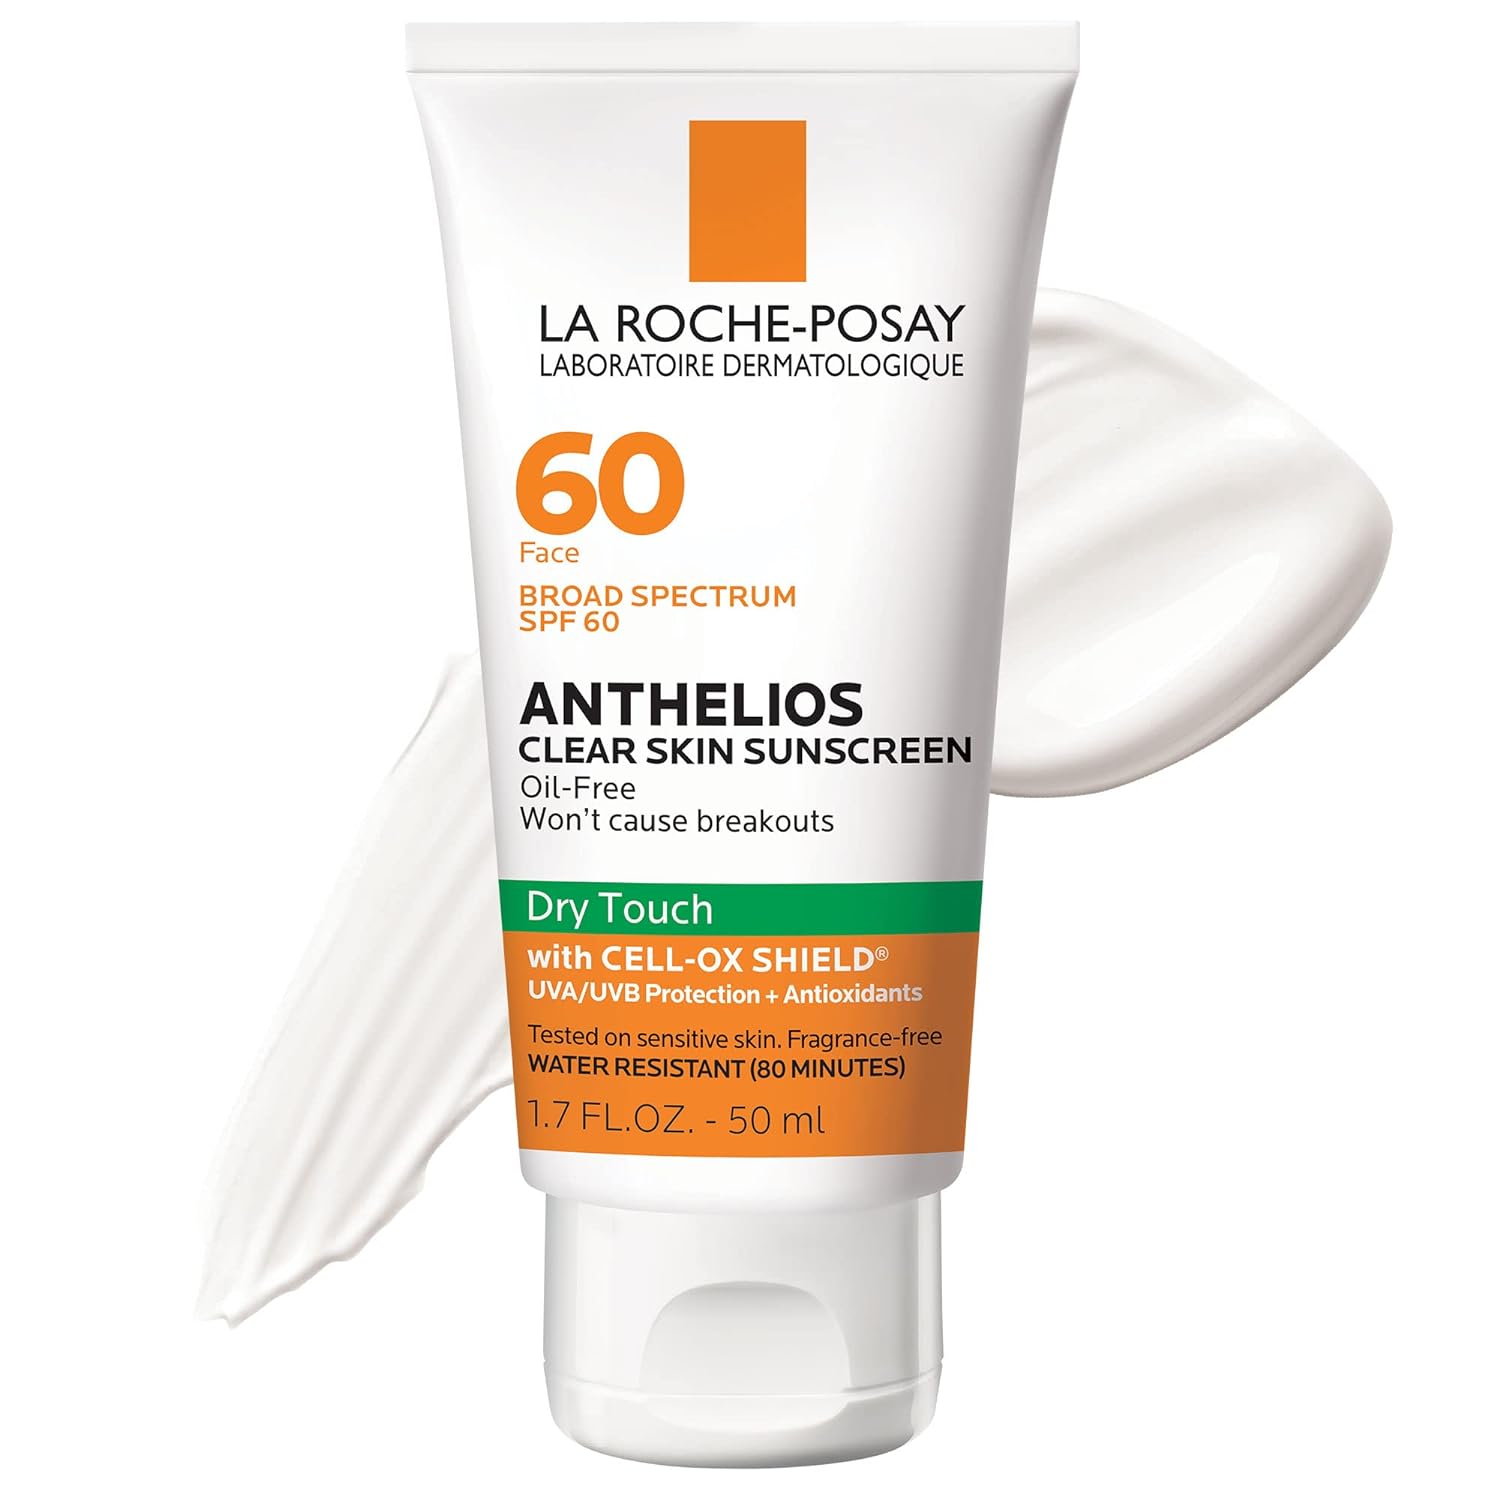 LA ROCHE-POSAY
LABORATOIRE DERMATOLOGIQUE
60
Face
BROAD SPECTRUM
SPF 60
ANTHELIOS
CLEAR SKIN SUNSCREEN
Oil-Free
Won't cause breakouts
Dry Touch
with CELL-OX SHIELD®
UVA/UVB Protection + Antioxidants
Tested on sensitive skin. Fragrance-free
WATER RESISTANT (80 MINUTES)
1.7 FL.OZ. - 50 ml